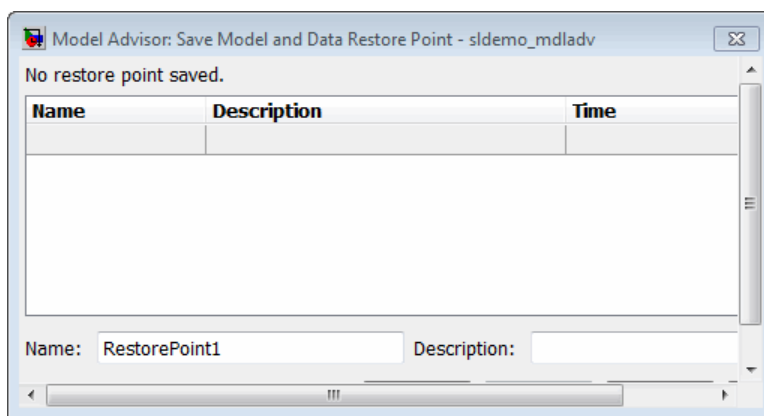 Model Advisor: Save Model and Data Restore Point - sldemo_mdladv
No restore point saved.
Name Description Time
Name: RestorePoint1 Description: